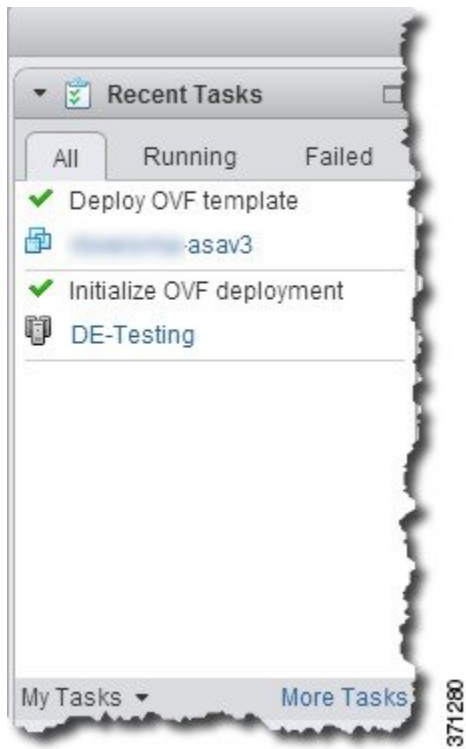 Recent Tasks
All Running Failed
Deploy OVF template
-asav3
Initialize OVF deployment
DE-Testing
My Tasks More Tasks
371280